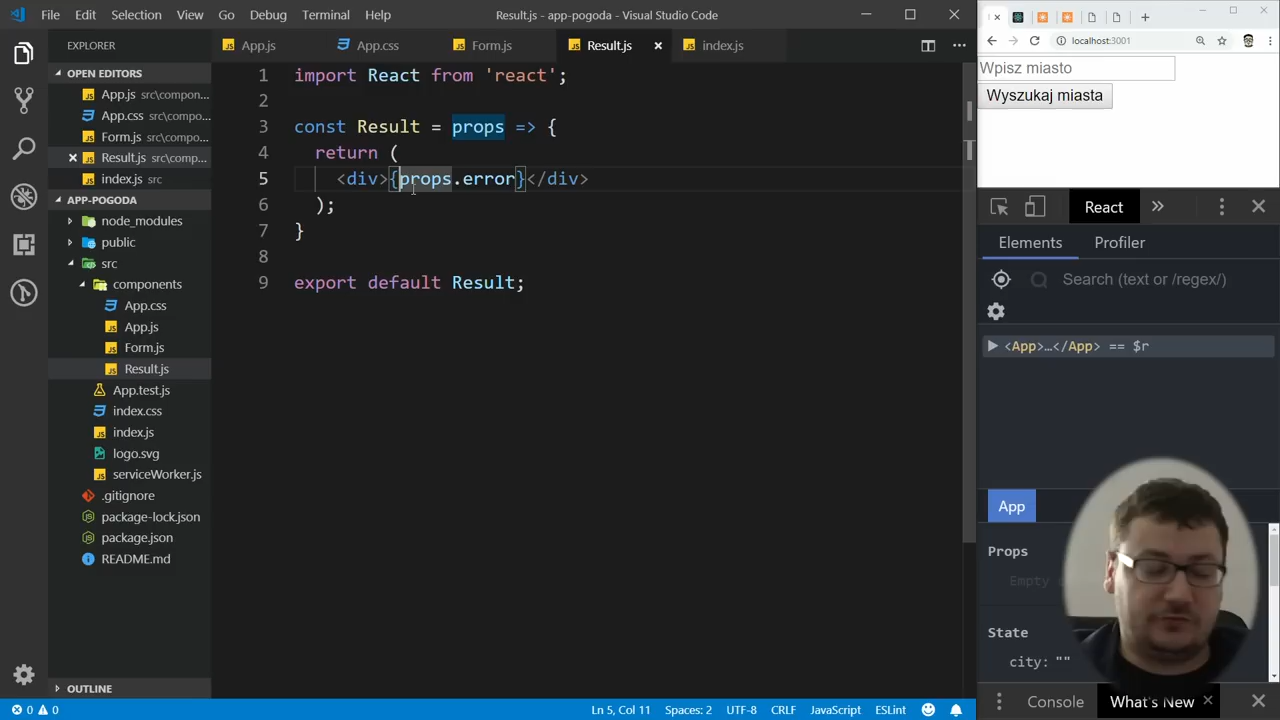 File Edit Selection View Go Debug Terminal Help
Result.js - app-pogoda - Visual Studio Code
EXPLORER
OPEN EDITORS
App.js src\compon...
App.css src\compo...
Form.js src\compo...
Result.js src\comp...
index.js src
APP-POGODA
node_modules
public
src
components
App.css
App.js
Form.js
Result.js
App.test.js
index.css
index.js
logo.svg
serviceWorker.js
.gitignore
package-lock.json
package.json
README.md
OUTLINE
App.js App.css Form.js Result.js index.js
1 import React from 'react';
2
3 const Result = props => {
4 return (
5 <div>{props.error}</div>
6 );
7 }
8
9 export default Result;
0 0 Ln 5, Col 11 Spaces: 2 UTF-8 CRLF JavaScript ESLint
localhost:3001
Wpisz miasto
Wyszukaj miasta
React
Elements Profiler
Search (text or /regex/)
<App>…</App> == $r
App
Props
Empty
State
city: ""
Console What's New